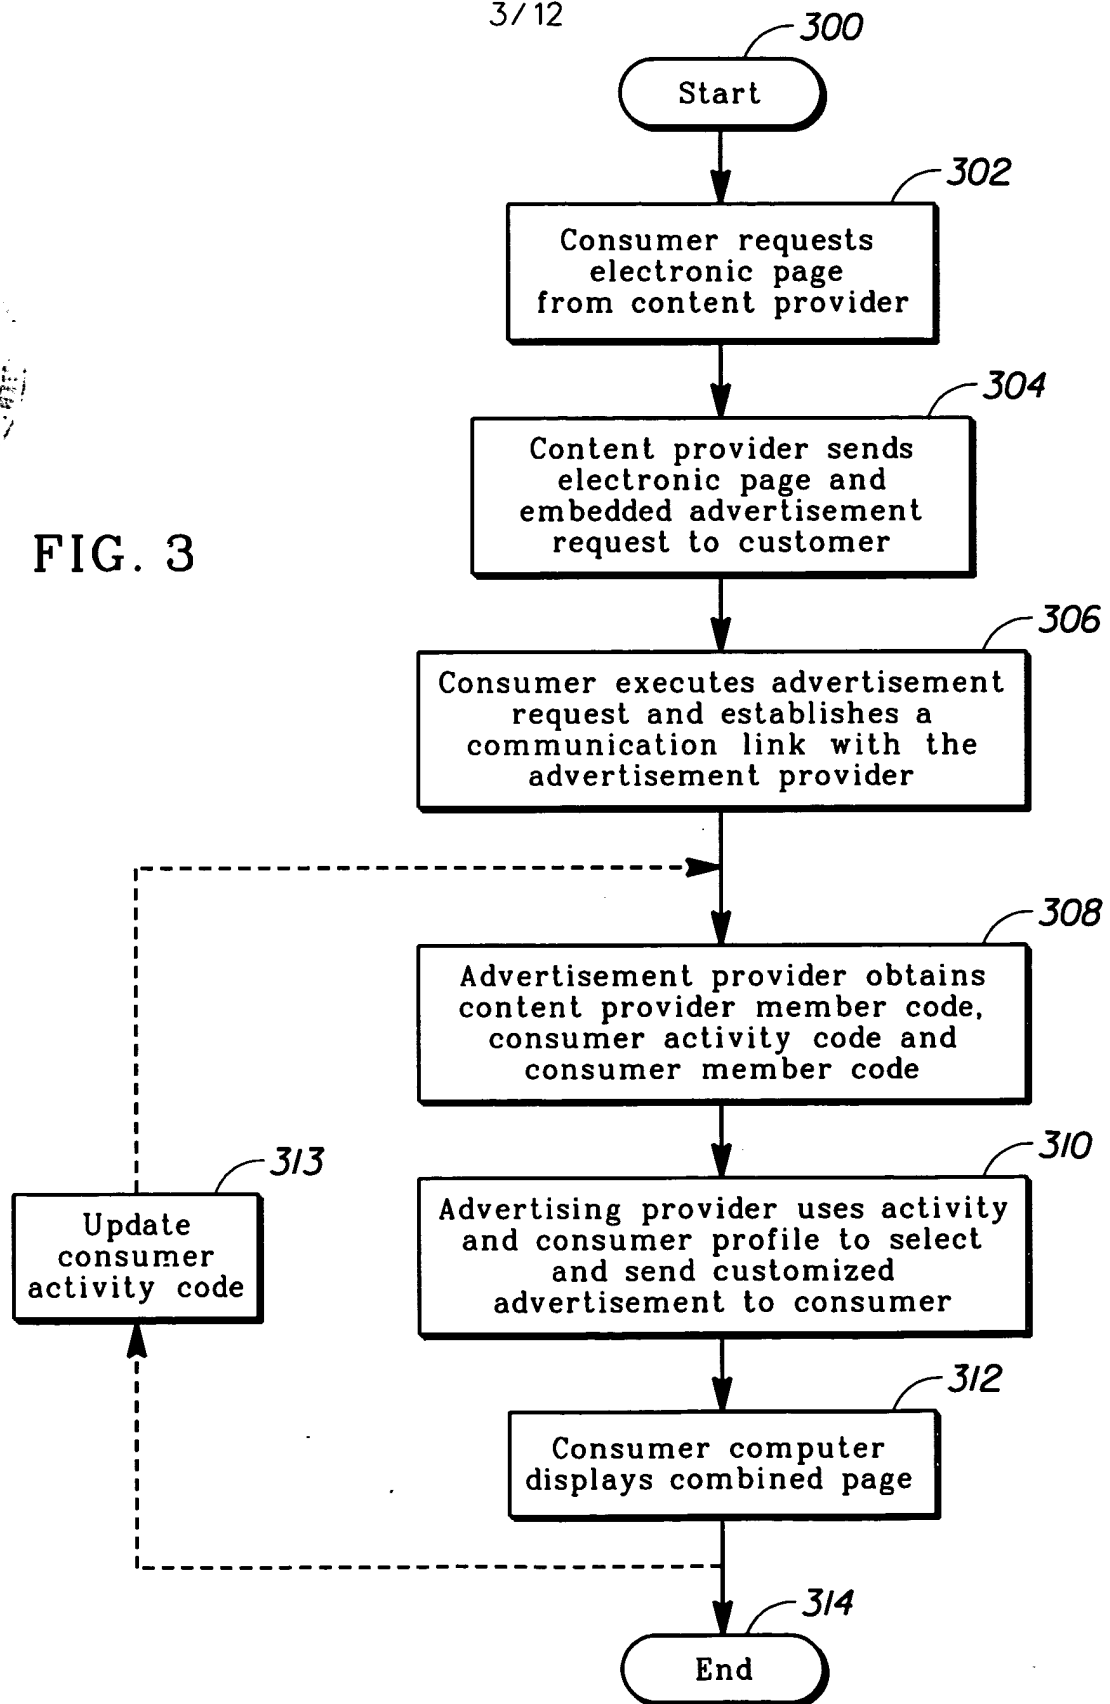 3/12
300
Start
302
Consumer requests
electronic page
from content provider
304
Content provider sends
electronic page and
embedded advertisement
request to customer
FIG. 3
306
Consumer executes advertisement
request and establishes a
communication link with the
advertisement provider
308
Advertisement provider obtains
content provider member code,
consumer activity code and
consumer member code
310
Advertising provider uses activity
and consumer profile to select
and send customized
advertisement to consumer
313
Update
consumer
activity code
312
Consumer computer
displays combined page
314
End